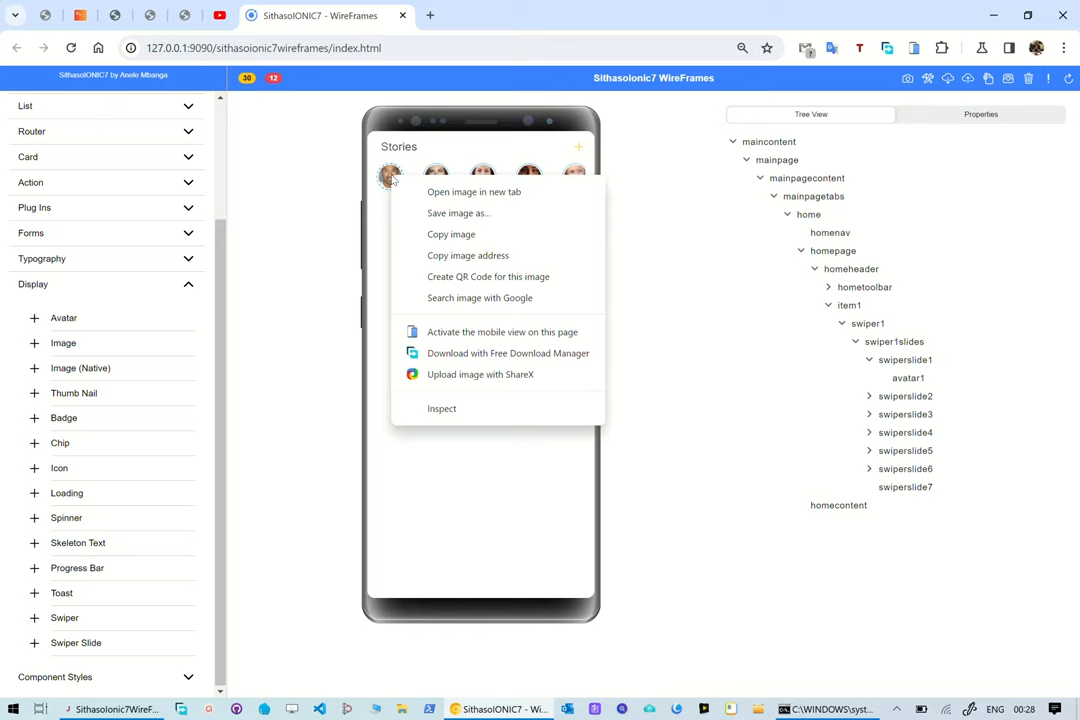 SithasoIONIC7 - WireFrames
127.0.0.1:9090/sithasoionic7wireframes/index.html
SithasoIONIC7 by Anele Mbanga
30
12
SithasoIonic7 WireFrames
List
Router
Card
Action
Plug Ins
Forms
Typography
Display
Avatar
Image
Image (Native)
Thumb Nail
Badge
Chip
Icon
Loading
Spinner
Skeleton Text
Progress Bar
Toast
Swiper
Swiper Slide
Component Styles
Stories
Open image in new tab
Save image as...
Copy image
Copy image address
Create QR Code for this image
Search image with Google
Activate the mobile view on this page
Download with Free Download Manager
Upload image with ShareX
Inspect
Tree View
Properties
maincontent
mainpage
mainpagecontent
mainpagetabs
home
homenav
homepage
homeheader
hometoolbar
item1
swiper1
swiper1slides
swiperslide1
avatar1
swiperslide2
swiperslide3
swiperslide4
swiperslide5
swiperslide6
swiperslide7
homecontent
SithasoIonic7WireF...
SithasoIONIC7 - Wi...
C:\WINDOWS\syst...
ENG
00:28